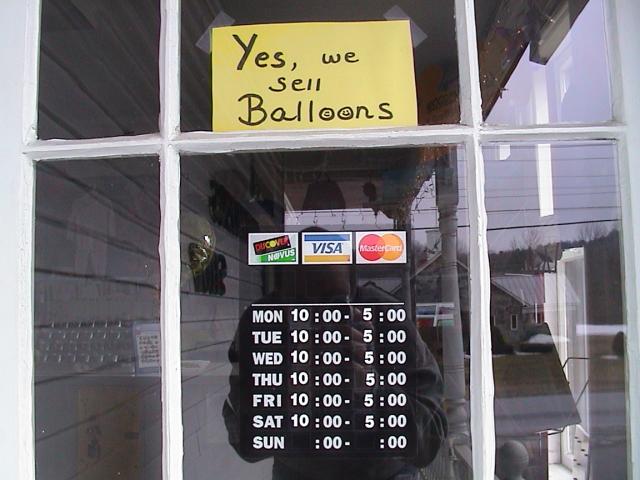 Yes, we
sell
Balloons
DISCOVER
NOVUS
VISA
MasterCard
MON 10:00- 5:00
TUE 10:00- 5:00
WED 10:00- 5:00
THU 10:00- 5:00
FRI 10:00- 5:00
SAT 10:00- 5:00
SUN :00- :00